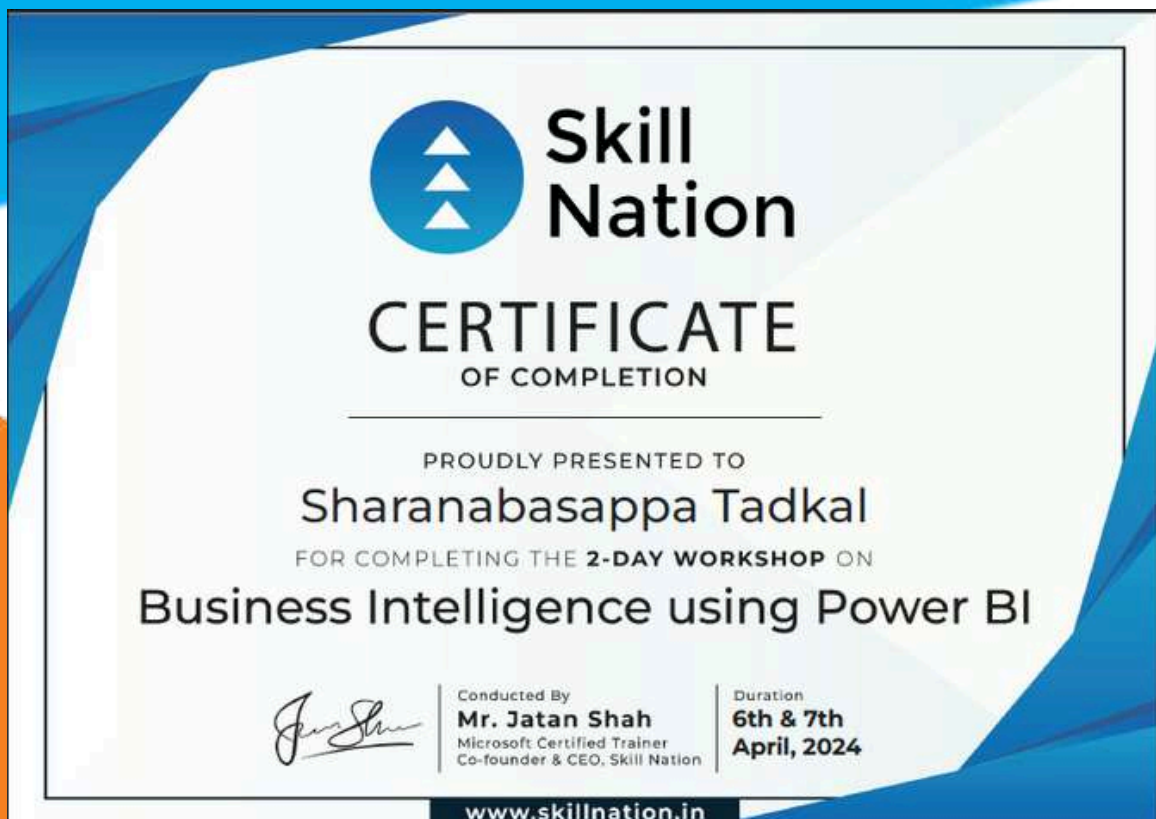 Skill
Nation
CERTIFICATE
OF COMPLETION
PROUDLY PRESENTED TO
Sharanabasappa Tadkal
FOR COMPLETING THE 2-DAY WORKSHOP ON
Business Intelligence using Power BI
Conducted By
Mr. Jatan Shah
Microsoft Certified Trainer
Co-founder & CEO, Skill Nation
Duration
6th & 7th
April, 2024
www.skillnation.in